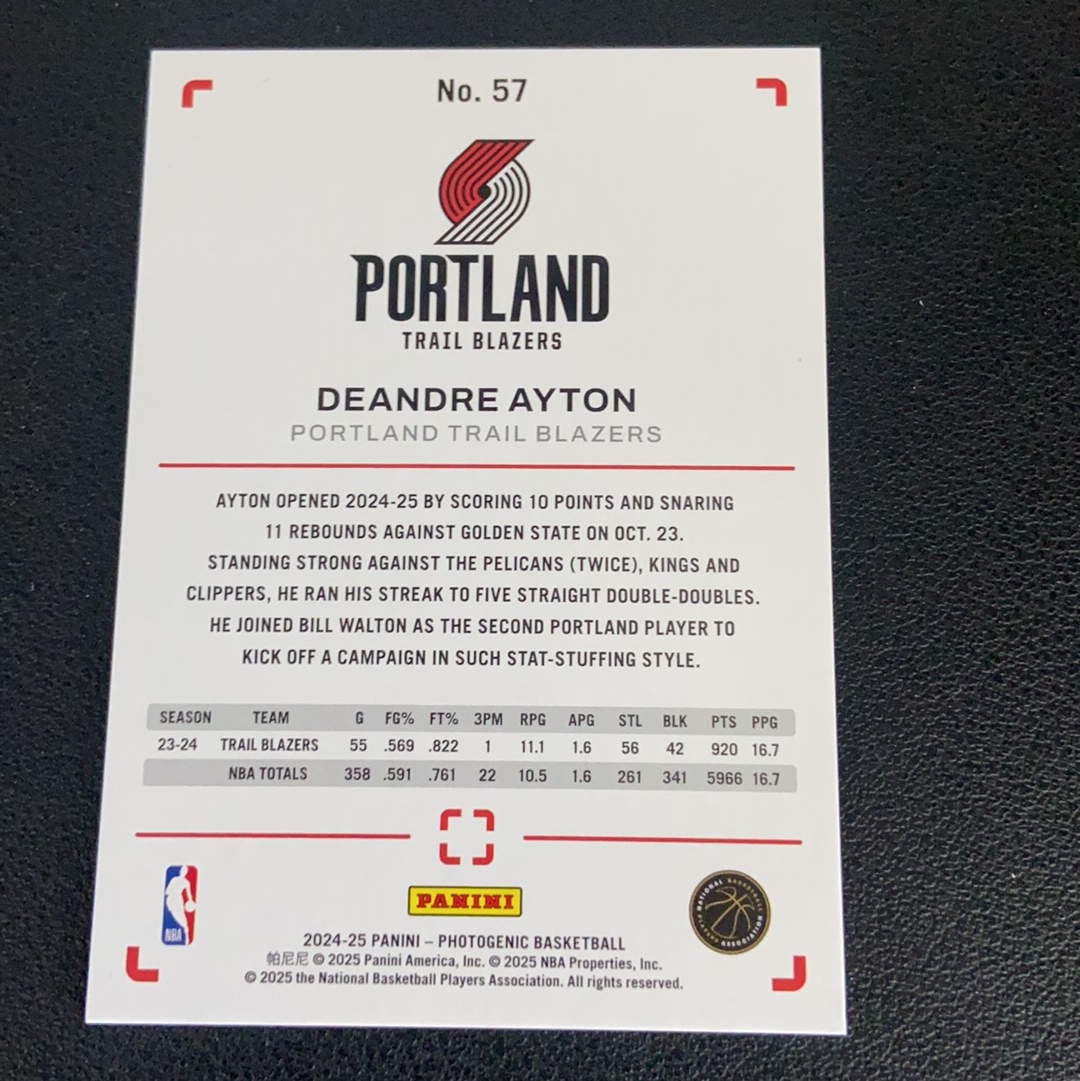 No. 57
PORTLAND
TRAIL BLAZERS
DEANDRE AYTON
PORTLAND TRAIL BLAZERS
AYTON OPENED 2024-25 BY SCORING 10 POINTS AND SNARING
11 REBOUNDS AGAINST GOLDEN STATE ON OCT. 23.
STANDING STRONG AGAINST THE PELICANS (TWICE), KINGS AND
CLIPPERS, HE RAN HIS STREAK TO FIVE STRAIGHT DOUBLE-DOUBLES.
HE JOINED BILL WALTON AS THE SECOND PORTLAND PLAYER TO
KICK OFF A CAMPAIGN IN SUCH STAT-STUFFING STYLE.
SEASON TEAM G FG% FT% 3PM RPG APG STL BLK PTS PPG
23-24 TRAIL BLAZERS 55 .569 .822 1 11.1 1.6 56 42 920 16.7
NBA TOTALS 358 .591 .761 22 10.5 1.6 261 341 5966 16.7
NBA
PANINI
NATIONAL BASKETBALL
PLAYERS ASSOCIATION
2024-25 PANINI – PHOTOGENIC BASKETBALL
帕尼尼 © 2025 Panini America, Inc. © 2025 NBA Properties, Inc.
© 2025 the National Basketball Players Association. All rights reserved.